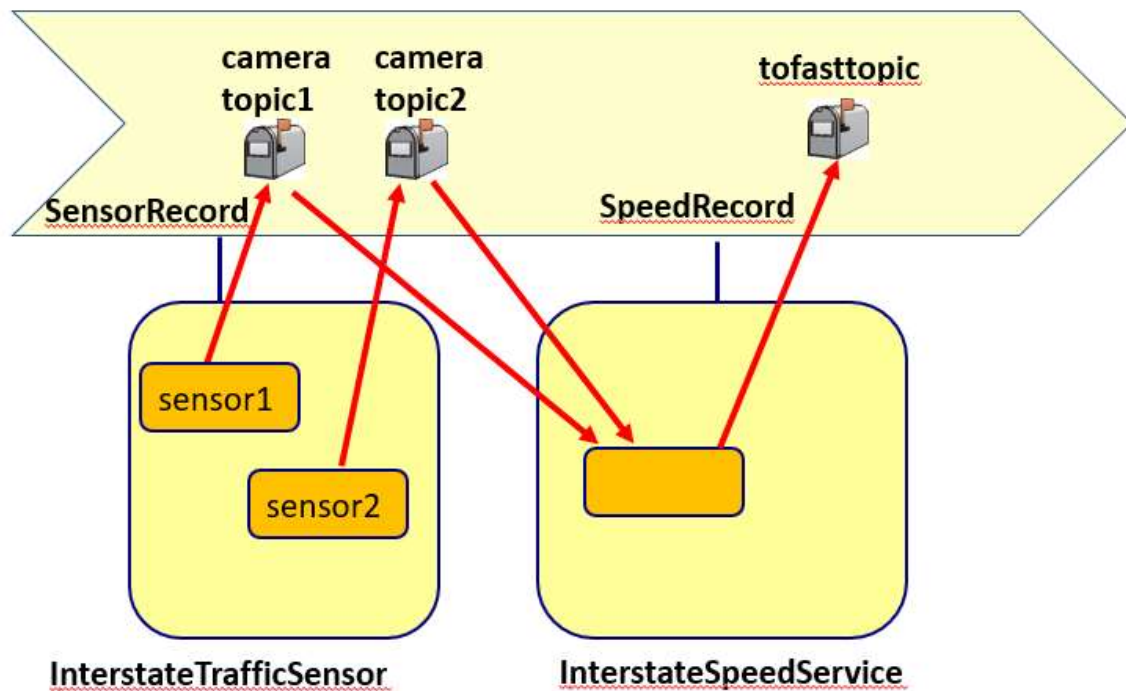 camera
topic1
camera
topic2
tofasttopic
SensorRecord
SpeedRecord
sensor1
sensor2
InterstateTrafficSensor
InterstateSpeedService